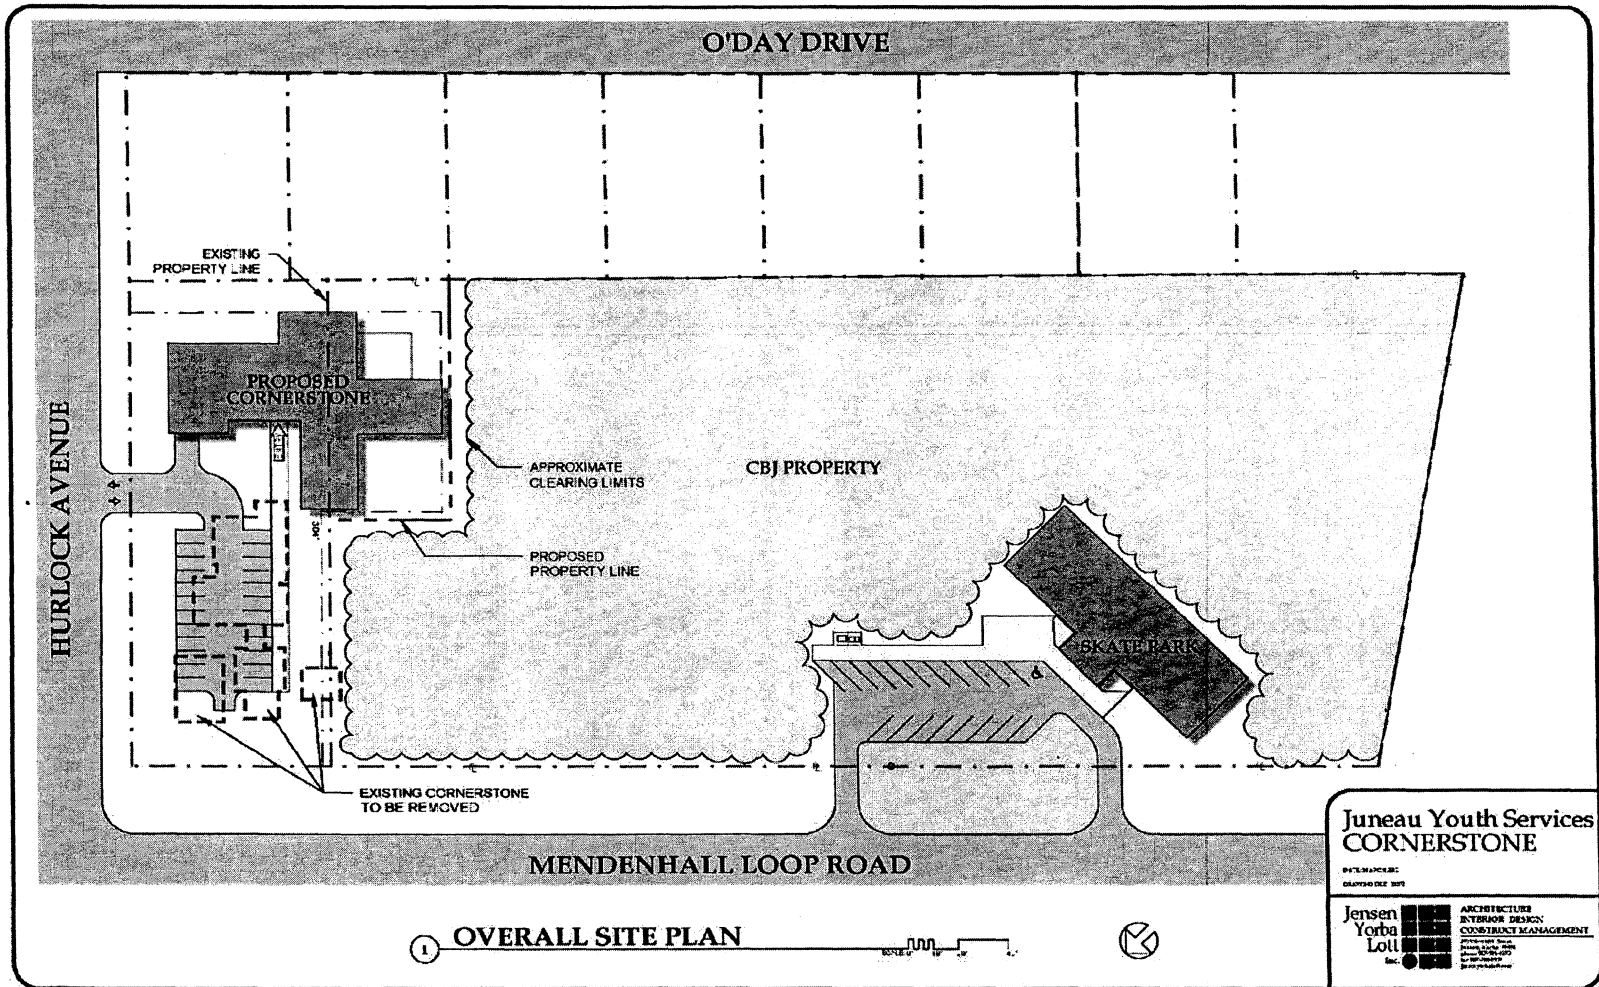 O'DAY DRIVE
EXISTING
PROPERTY LINE
PROPOSED
CORNERSTONE
HURLOCK AVENUE
APPROXIMATE
CLEARING LIMITS
CBJ PROPERTY
PROPOSED
PROPERTY LINE
SKATE PARK
EXISTING CORNERSTONE
TO BE REMOVED
MENDENHALL LOOP ROAD
Juneau Youth Services
CORNERSTONE
1 OVERALL SITE PLAN
Jensen
Yorba
Lott
Inc.
ARCHITECTURE
INTERIOR DESIGN
CONSTRUCT MANAGEMENT